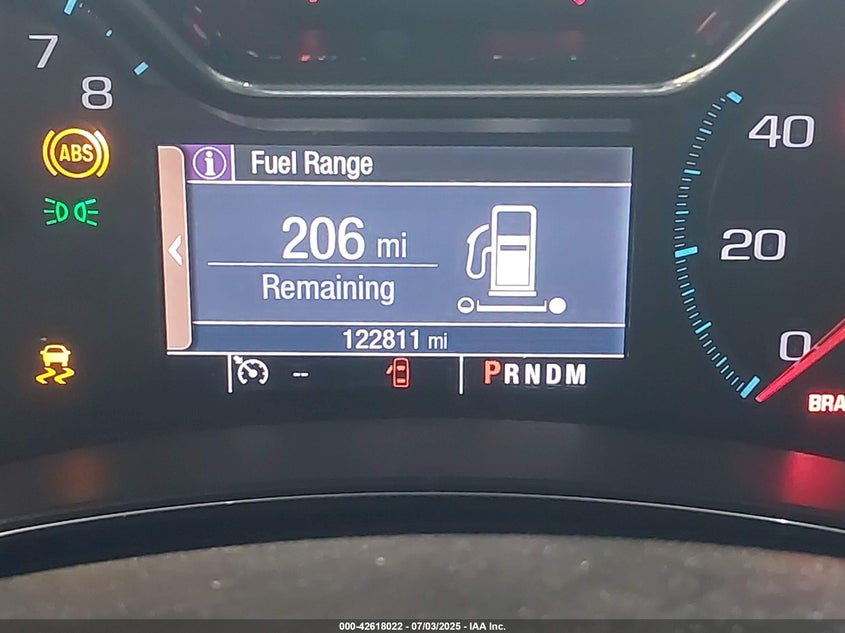 7
8
ABS
i Fuel Range
206 mi
Remaining
122811 mi
--
PRNDM
40
20
0
BRA
000-42618022 - 07/03/2025 - IAA Inc.